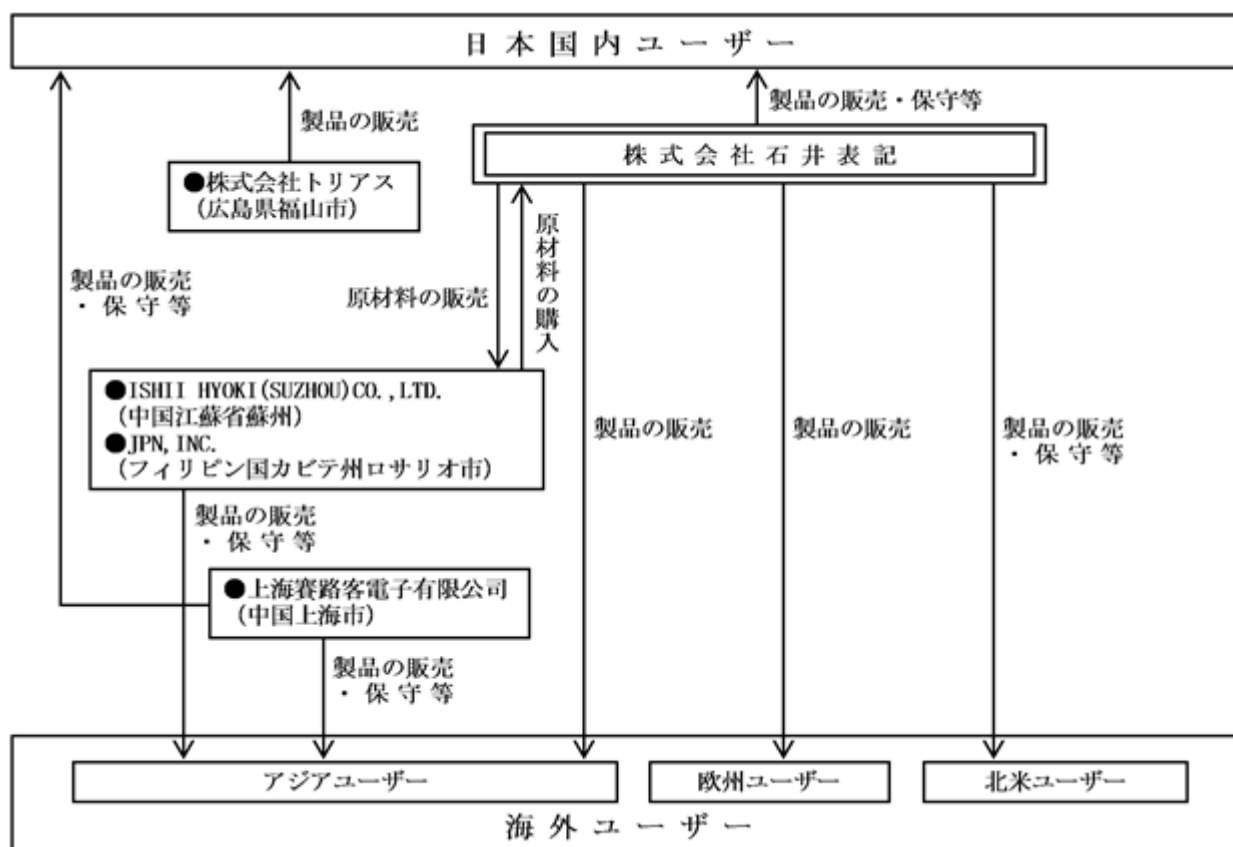 日本国内ユーザー
製品の販売・保守等
製品の販売
株式会社石井表記
●株式会社トリアス
(広島県福山市)
製品の販売
・保守等
原材料の販売
原材料の購入
●ISHII HYOKI(SUZHOU)CO.,LTD.
(中国江蘇省蘇州)
●JPN,INC.
(フィリピン国カビテ州ロサリオ市)
製品の販売
製品の販売
製品の販売
・保守等
製品の販売
・保守等
●上海賽路客電子有限公司
(中国上海市)
製品の販売
・保守等
アジアユーザー
欧州ユーザー
北米ユーザー
海外ユーザー